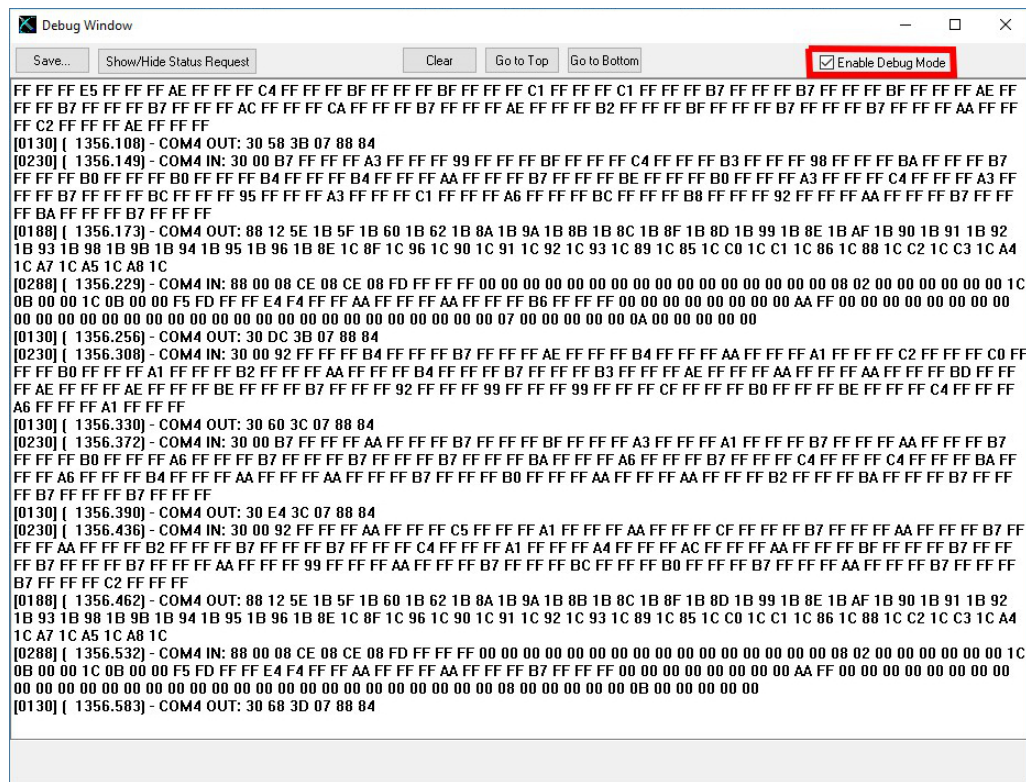 Debug Window
Save... Show/Hide Status Request Clear Go to Top Go to Bottom Enable Debug Mode
FF FF FF E5 FF FF FF AE FF FF FF C4 FF FF FF BF FF FF FF BF FF FF FF C1 FF FF FF C1 FF FF FF B7 FF FF FF B7 FF FF FF BF FF FF FF AE FF
FF FF B7 FF FF FF B7 FF FF FF AC FF FF FF CA FF FF FF B7 FF FF FF AE FF FF FF B2 FF FF FF BF FF FF FF B7 FF FF FF B7 FF FF FF AA FF FF
FF C2 FF FF FF AE FF FF FF
[0130] ( 1356.108) - COM4 OUT: 30 58 3B 07 88 84
[0230] ( 1356.149) - COM4 IN: 30 00 B7 FF FF FF A3 FF FF FF 99 FF FF FF BF FF FF FF C4 FF FF FF B3 FF FF FF 98 FF FF FF BA FF FF FF B7
FF FF FF B0 FF FF FF B0 FF FF FF B4 FF FF FF B4 FF FF FF AA FF FF FF B7 FF FF FF BE FF FF FF B0 FF FF FF A3 FF FF FF C4 FF FF FF A3 FF
FF FF B7 FF FF FF BC FF FF FF 95 FF FF FF A3 FF FF FF C1 FF FF FF A6 FF FF FF BC FF FF FF B8 FF FF FF 92 FF FF FF AA FF FF FF B7 FF FF
FF BA FF FF FF B7 FF FF FF
[0188] ( 1356.173) - COM4 OUT: 88 12 5E 1B 5F 1B 60 1B 62 1B 8A 1B 9A 1B 8B 1B 8C 1B 8F 1B 8D 1B 99 1B 8E 1B AF 1B 90 1B 91 1B 92
1B 93 1B 98 1B 9B 1B 94 1B 95 1B 96 1B 8E 1C 8F 1C 96 1C 90 1C 91 1C 92 1C 93 1C 89 1C 85 1C C0 1C C1 1C 86 1C 88 1C C2 1C C3 1C A4
1C A7 1C A5 1C A8 1C
[0288] ( 1356.229) - COM4 IN: 88 00 08 CE 08 CE 08 FD FF FF FF 00 00 00 00 00 00 00 00 00 00 00 00 00 00 00 00 08 02 00 00 00 00 00 00 1C
0B 00 00 1C 0B 00 00 F5 FD FF FF E4 F4 FF FF AA FF FF FF AA FF FF FF B6 FF FF FF 00 00 00 00 00 00 00 00 AA FF 00 00 00 00 00 00 00 00
00 00 00 00 00 00 00 00 00 00 00 00 00 00 00 00 00 00 00 00 00 00 07 00 00 00 00 00 0A 00 00 00 00 00
[0130] ( 1356.256) - COM4 OUT: 30 DC 3B 07 88 84
[0230] ( 1356.308) - COM4 IN: 30 00 92 FF FF FF B4 FF FF FF B7 FF FF FF AE FF FF FF B4 FF FF FF AA FF FF FF A1 FF FF FF C2 FF FF FF C0 FF
FF FF B0 FF FF FF A1 FF FF FF B2 FF FF FF AA FF FF FF B4 FF FF FF B7 FF FF FF B3 FF FF FF AE FF FF FF AA FF FF FF AA FF FF FF BD FF FF
FF AE FF FF FF AE FF FF FF BE FF FF FF B7 FF FF FF 92 FF FF FF 99 FF FF FF 99 FF FF FF CF FF FF FF B0 FF FF FF BE FF FF FF C4 FF FF FF
A6 FF FF FF A1 FF FF FF
[0130] ( 1356.330) - COM4 OUT: 30 60 3C 07 88 84
[0230] ( 1356.372) - COM4 IN: 30 00 B7 FF FF FF AA FF FF FF B7 FF FF FF BF FF FF FF A3 FF FF FF A1 FF FF FF B7 FF FF FF AA FF FF FF B7
FF FF FF B0 FF FF FF A6 FF FF FF B7 FF FF FF B7 FF FF FF B7 FF FF FF BA FF FF FF A6 FF FF FF B7 FF FF FF C4 FF FF FF C4 FF FF FF BA FF
FF FF A6 FF FF FF B4 FF FF FF AA FF FF FF AA FF FF FF B7 FF FF FF B0 FF FF FF AA FF FF FF AA FF FF FF B2 FF FF FF BA FF FF FF B7 FF FF
FF B7 FF FF FF B7 FF FF FF
[0130] ( 1356.390) - COM4 OUT: 30 E4 3C 07 88 84
[0230] ( 1356.436) - COM4 IN: 30 00 92 FF FF FF AA FF FF FF C5 FF FF FF A1 FF FF FF AA FF FF FF CF FF FF FF B7 FF FF FF AA FF FF FF B7 FF
FF FF AA FF FF FF B2 FF FF FF B7 FF FF FF B7 FF FF FF C4 FF FF FF A1 FF FF FF A4 FF FF FF AC FF FF FF AA FF FF FF BF FF FF FF B7 FF FF
FF B7 FF FF FF B7 FF FF FF AA FF FF FF 99 FF FF FF AA FF FF FF B7 FF FF FF BC FF FF FF B0 FF FF FF B7 FF FF FF AA FF FF FF B7 FF FF FF
B7 FF FF FF C2 FF FF FF
[0188] ( 1356.462) - COM4 OUT: 88 12 5E 1B 5F 1B 60 1B 62 1B 8A 1B 9A 1B 8B 1B 8C 1B 8F 1B 8D 1B 99 1B 8E 1B AF 1B 90 1B 91 1B 92
1B 93 1B 98 1B 9B 1B 94 1B 95 1B 96 1B 8E 1C 8F 1C 96 1C 90 1C 91 1C 92 1C 93 1C 89 1C 85 1C C0 1C C1 1C 86 1C 88 1C C2 1C C3 1C A4
1C A7 1C A5 1C A8 1C
[0288] ( 1356.532) - COM4 IN: 88 00 08 CE 08 CE 08 FD FF FF FF 00 00 00 00 00 00 00 00 00 00 00 00 00 00 00 00 08 02 00 00 00 00 00 00 1C
0B 00 00 1C 0B 00 00 F5 FD FF FF E4 F4 FF FF AA FF FF FF AA FF FF FF B7 FF FF FF 00 00 00 00 00 00 00 00 AA FF 00 00 00 00 00 00 00 00
00 00 00 00 00 00 00 00 00 00 00 00 00 00 00 00 00 00 00 00 00 00 08 00 00 00 00 00 0B 00 00 00 00 00
[0130] ( 1356.583) - COM4 OUT: 30 68 3D 07 88 84